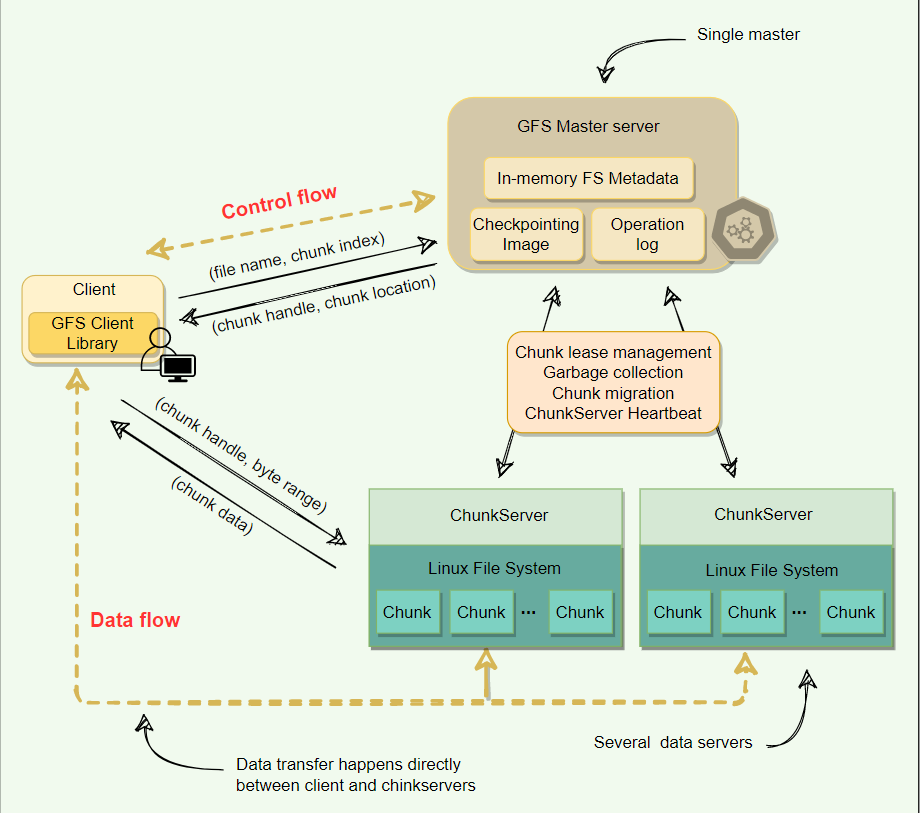 Single master
GFS Master server
In-memory FS Metadata
Checkpointing
Image
Operation
log
Control flow
(file name, chunk index)
(chunk handle, chunk location)
Client
GFS Client
Library
Chunk lease management
Garbage collection
Chunk migration
ChunkServer Heartbeat
(chunk handle, byte range)
(chunk data)
ChunkServer
Linux File System
Chunk
Chunk
...
Chunk
ChunkServer
Linux File System
Chunk
Chunk
...
Chunk
Data flow
Several data servers
Data transfer happens directly
between client and chinkservers